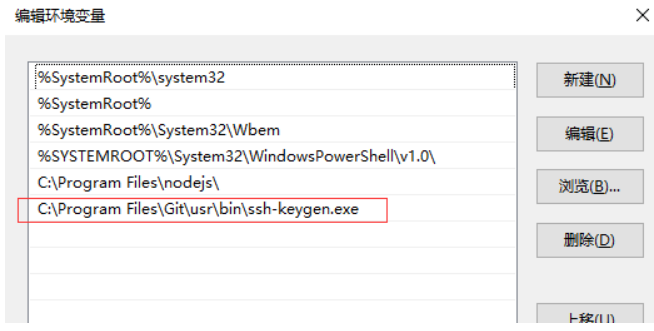 编辑环境变量
%SystemRoot%\system32
%SystemRoot%
%SystemRoot%\System32\Wbem
%SYSTEMROOT%\System32\WindowsPowerShell\v1.0\
C:\Program Files\nodejs\
C:\Program Files\Git\usr\bin\ssh-keygen.exe
新建(N)
编辑(E)
浏览(B)...
删除(D)
上移(U)